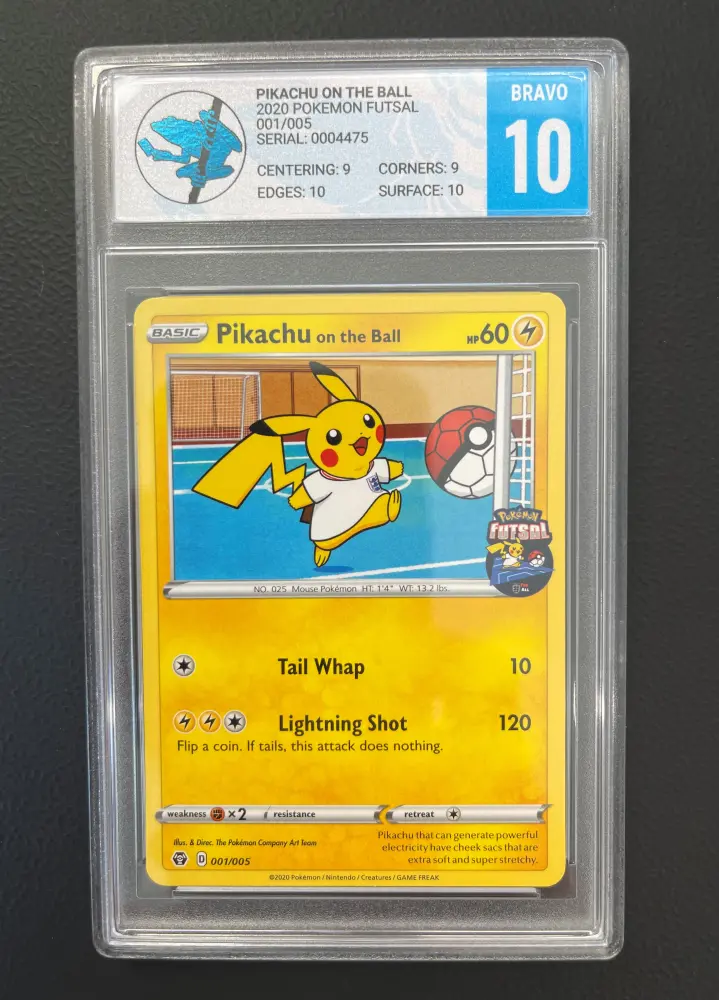 PIKACHU ON THE BALL
2020 POKEMON FUTSAL
001/005
SERIAL: 0004475
CENTERING: 9 CORNERS: 9
EDGES: 10 SURFACE: 10
BRAVO
10
BASIC Pikachu on the Ball HP60
Pokémon
FUTSAL
NO. 025 Mouse Pokémon HT: 1'4" WT: 13.2 lbs.
Tail Whap 10
Lightning Shot 120
Flip a coin. If tails, this attack does nothing.
weakness ×2 resistance retreat
Illus. & Direc. The Pokémon Company Art Team
D 001/005
Pikachu that can generate powerful
electricity have cheek sacs that are
extra soft and super stretchy.
©2020 Pokémon / Nintendo / Creatures / GAME FREAK